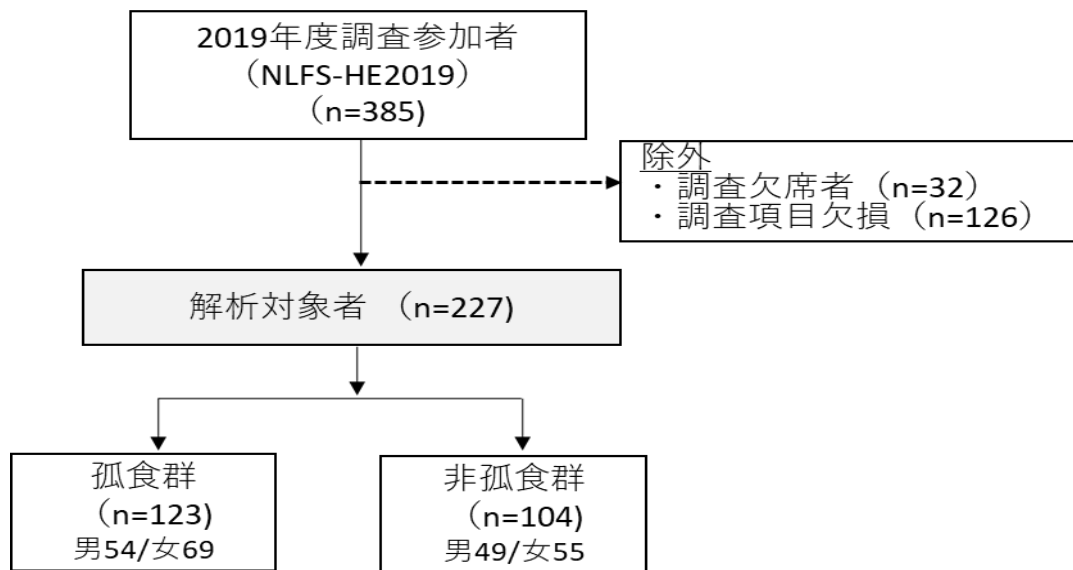 2019年度調査参加者
（NLFS-HE2019）
（n=385)
除外
・調査欠席者（n=32）
・調査項目欠損（n=126）
解析対象者 （n=227)
孤食群
（n=123)
男54/女69
非孤食群
（n=104)
男49/女55